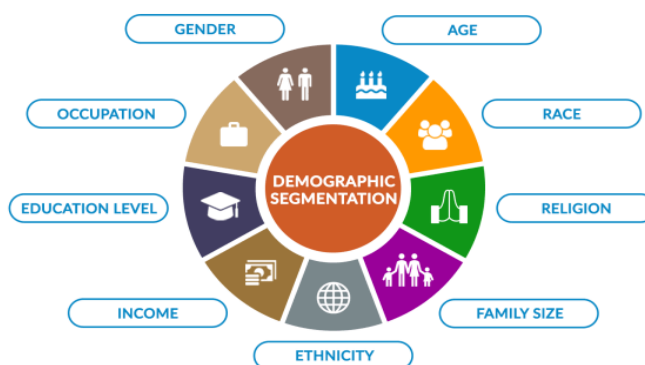 GENDER
AGE
OCCUPATION
RACE
DEMOGRAPHIC
SEGMENTATION
EDUCATION LEVEL
RELIGION
INCOME
FAMILY SIZE
ETHNICITY